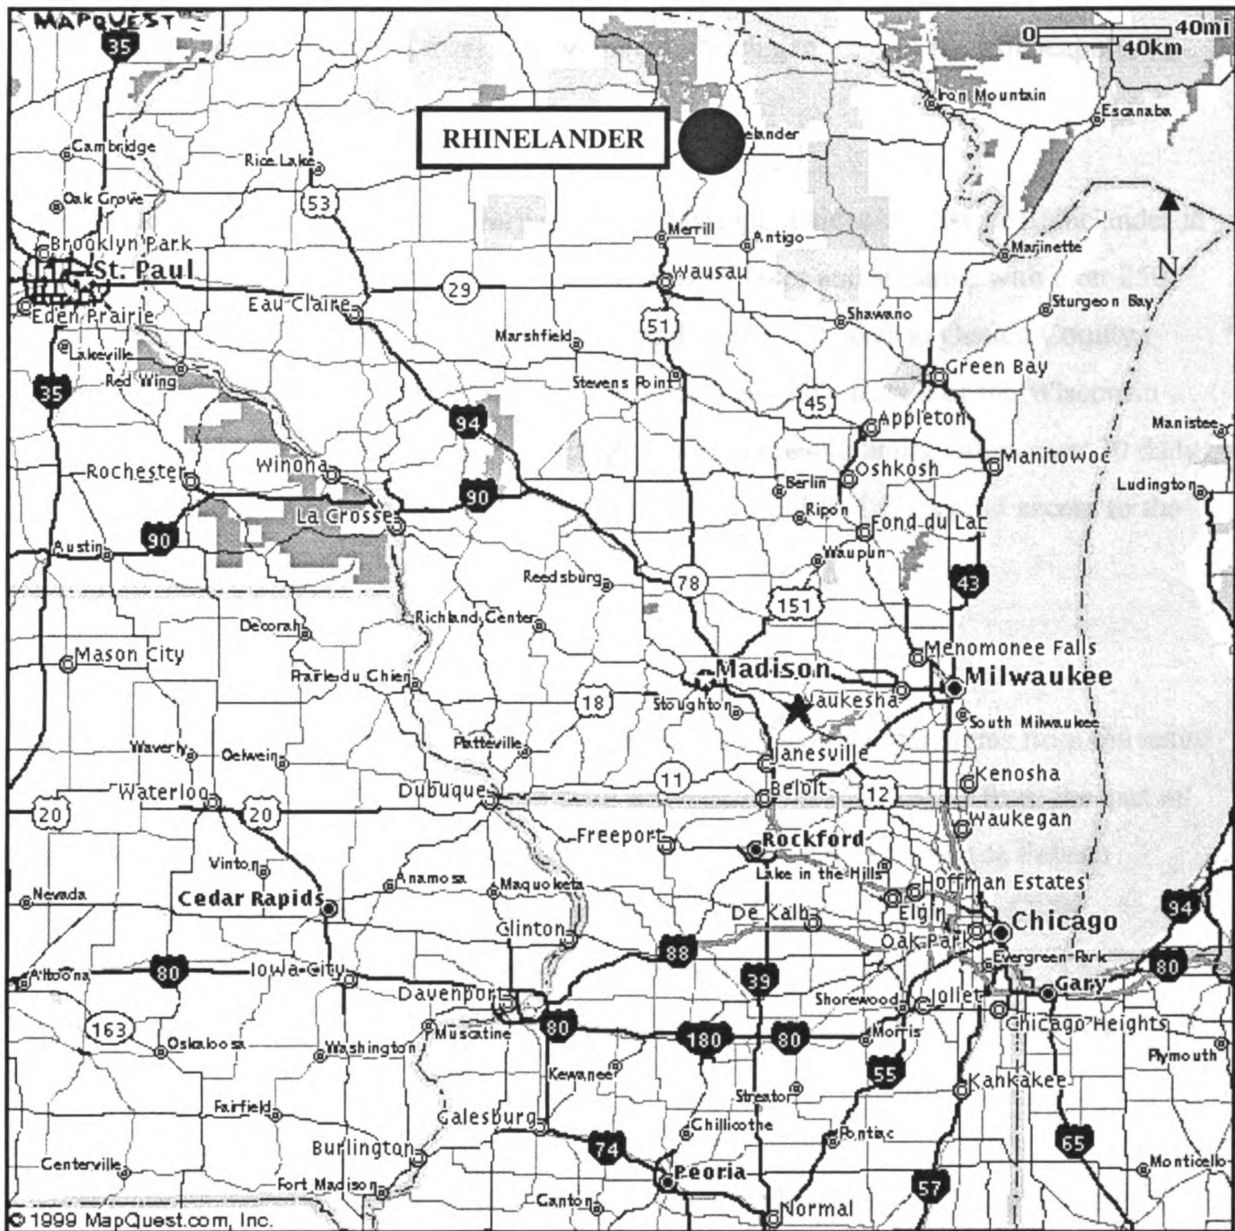 MAPQUEST
35
0 40mi
40km
Iron Mountain
Escanaba
RHINELANDER
elander
Cambridge
Rice Lake
53
Oak Grove
Brooklyn Park
St. Paul
Merrill
Antigo
Marinette
N
Wausau
29
Eden Prairie
Eau Claire
51
Shawano
Sturgeon Bay
Lakeville
Marshfield
Red Wing
Stevens Point
Green Bay
35
94
45
Appleton
Manistee
Rochester
Winona
90
Oshkosh
Manitowoc
Berlin
Ludington
La Crosse
Ripon
Fond du Lac
90
Austin
Waupun
Reedsburg
78
43
151
Decorah
Richland Center
Mason City
Menomonee Falls
Prairie du Chien
Madison
Milwaukee
18
Stoughton
aukesha
South Milwaukee
Waverly
Oelwein
Platteville
Janesville
11
Kenosha
Waterloo
Dubuque
Beloit
12
20
20
Waukegan
Freeport
Rockford
Vinton
Lake in the Hills
Nevada
Anamosa
Maquoketa
Hoffman Estates
Cedar Rapids
Elgin
94
De Kalb
Chicago
Clinton
Oak Park
88
Evergreen Park
80
Altoona
80
Iowa City
39
Gary
Davenport
Shorewood
Joliet
163
80
Chicago Heights
Muscatine
180
80
Morris
Oskaloosa
Washington
Plymouth
Kewanee
55
Streator
Kankakee
Fairfield
Galesburg
Chillicothe
Pontiac
65
Burlington
74
Centerville
Peoria
Monticello
Fort Madison
57
Canton
Normal
© 1999 MapQuest.com, Inc.